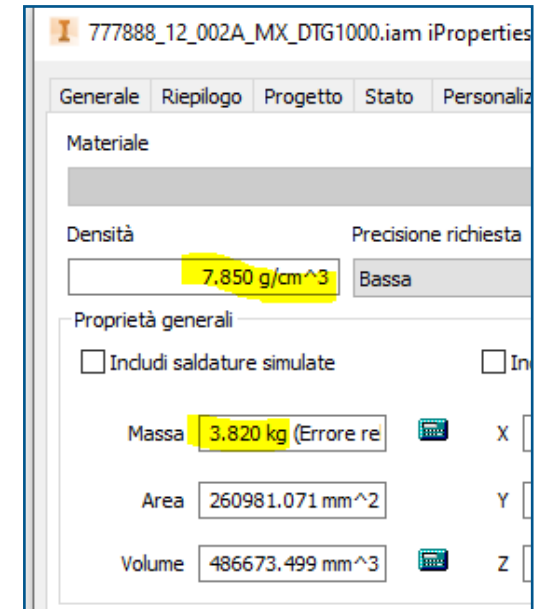 777888_12_002A_MX_DTG1000.iam iProperties
Generale Riepilogo Progetto Stato Personaliz
Materiale
Densità Precisione richiesta
7.850 g/cm^3 Bassa
Proprietà generali
Includi saldature simulate In
Massa 3.820 kg (Errore re X
Area 260981.071 mm^2 Y
Volume 486673.499 mm^3 Z